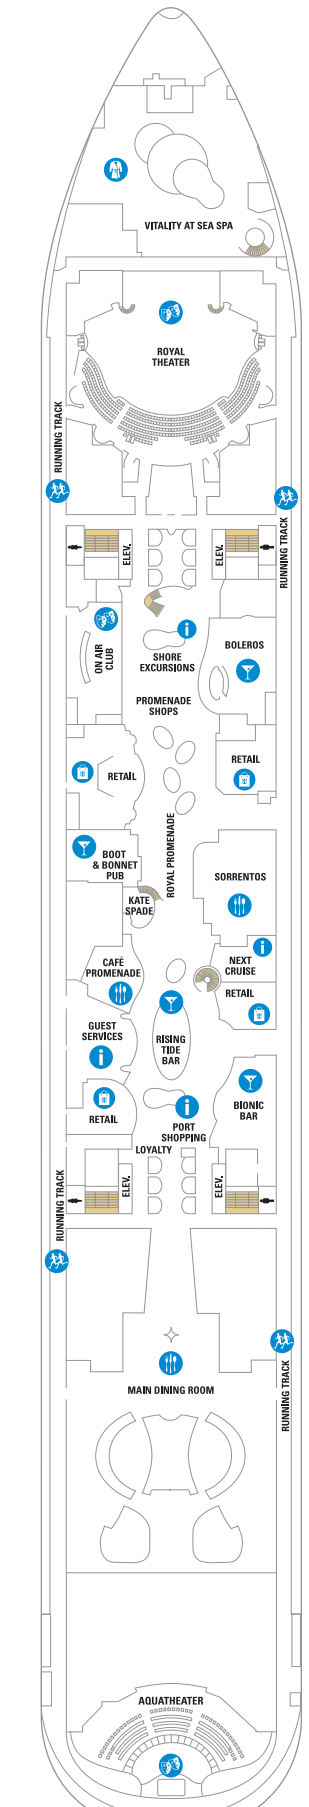 VITALITY AT SEA SPA
ROYAL
THEATER
RUNNING TRACK
RUNNING TRACK
ELEV.
ELEV.
ON AIR
CLUB
SHORE
EXCURSIONS
BOLEROS
PROMENADE
SHOPS
RETAIL
RETAIL
ROYAL PROMENADE
BOOT
& BONNET
PUB
SORRENTOS
KATE
SPADE
CAFÉ
PROMENADE
NEXT
CRUISE
RETAIL
GUEST
SERVICES
RISING
TIDE
BAR
RETAIL
PORT
SHOPPING
BIONIC
BAR
LOYALTY
RUNNING TRACK
ELEV.
ELEV.
MAIN DINING ROOM
RUNNING TRACK
AQUATHEATER